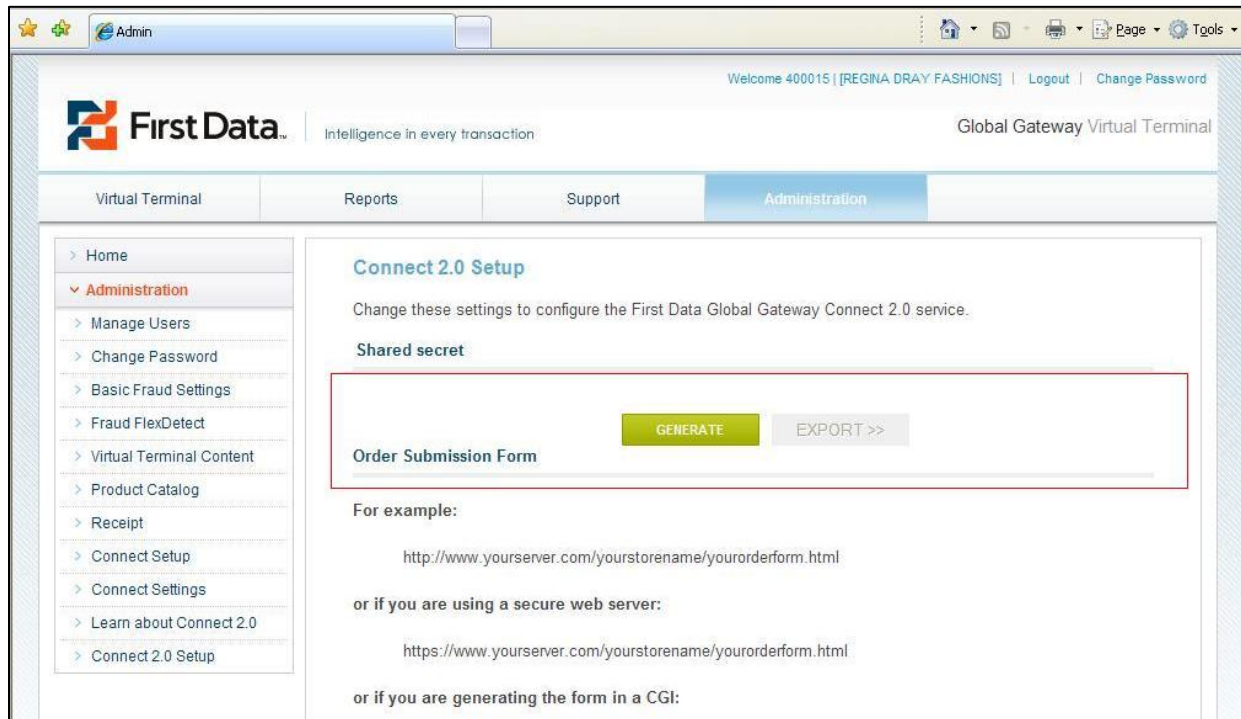 Admin
Page
Tools
Welcome 400015 | [REGINA DRAY FASHIONS] | Logout | Change Password
First Data™ Intelligence in every transaction
Global Gateway Virtual Terminal
Virtual Terminal
Reports
Support
Administration
Home
Administration
Manage Users
Change Password
Basic Fraud Settings
Fraud FlexDetect
Virtual Terminal Content
Product Catalog
Receipt
Connect Setup
Connect Settings
Learn about Connect 2.0
Connect 2.0 Setup
Connect 2.0 Setup
Change these settings to configure the First Data Global Gateway Connect 2.0 service.
Shared secret
GENERATE
EXPORT >>
Order Submission Form
For example:
http://www.yourserver.com/yourstorename/yourorderform.html
or if you are using a secure web server:
https://www.yourserver.com/yourstorename/yourorderform.html
or if you are generating the form in a CGI: